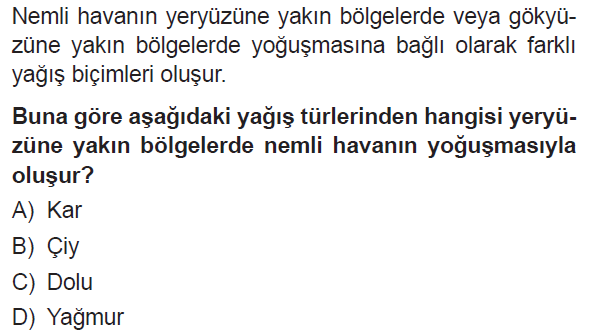 Nemli havanın yeryüzüne yakın bölgelerde veya gökyü-
züne yakın bölgelerde yoğuşmasına bağlı olarak farklı
yağış biçimleri oluşur.
Buna göre aşağıdaki yağış türlerinden hangisi yeryü-
züne yakın bölgelerde nemli havanın yoğuşmasıyla
oluşur?
A) Kar
B) Çiy
C) Dolu
D) Yağmur